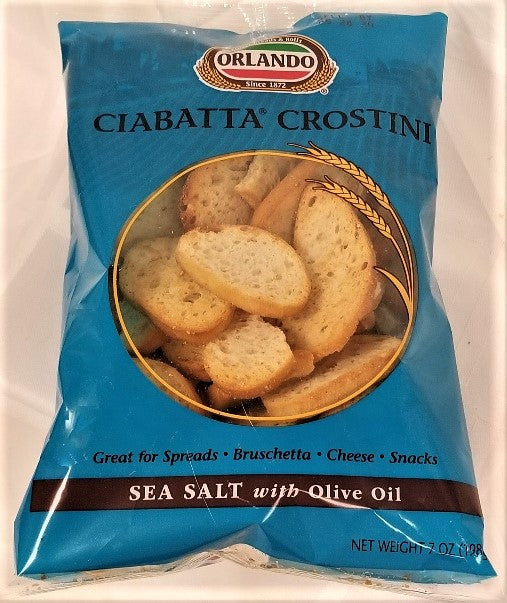 ORLANDO
Since 1872
®
CIABATTA® CROSTINI
Great for Spreads • Bruschetta • Cheese • Snacks
SEA SALT with Olive Oil
NET WEIGHT 7 OZ (198